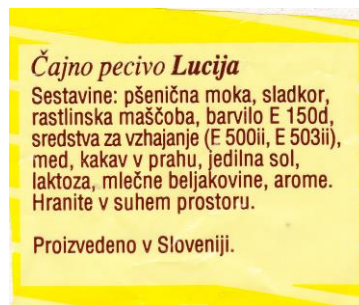 Čajno pecivo Lucija
Sestavine: pšenična moka, sladkor,
rastlinska maščoba, barvilo E 150d,
sredstva za vzhajanje (E 500ii, E 503ii),
med, kakav v prahu, jedilna sol,
laktoza, mlečne beljakovine, arome.
Hranite v suhem prostoru.
Proizvedeno v Sloveniji.